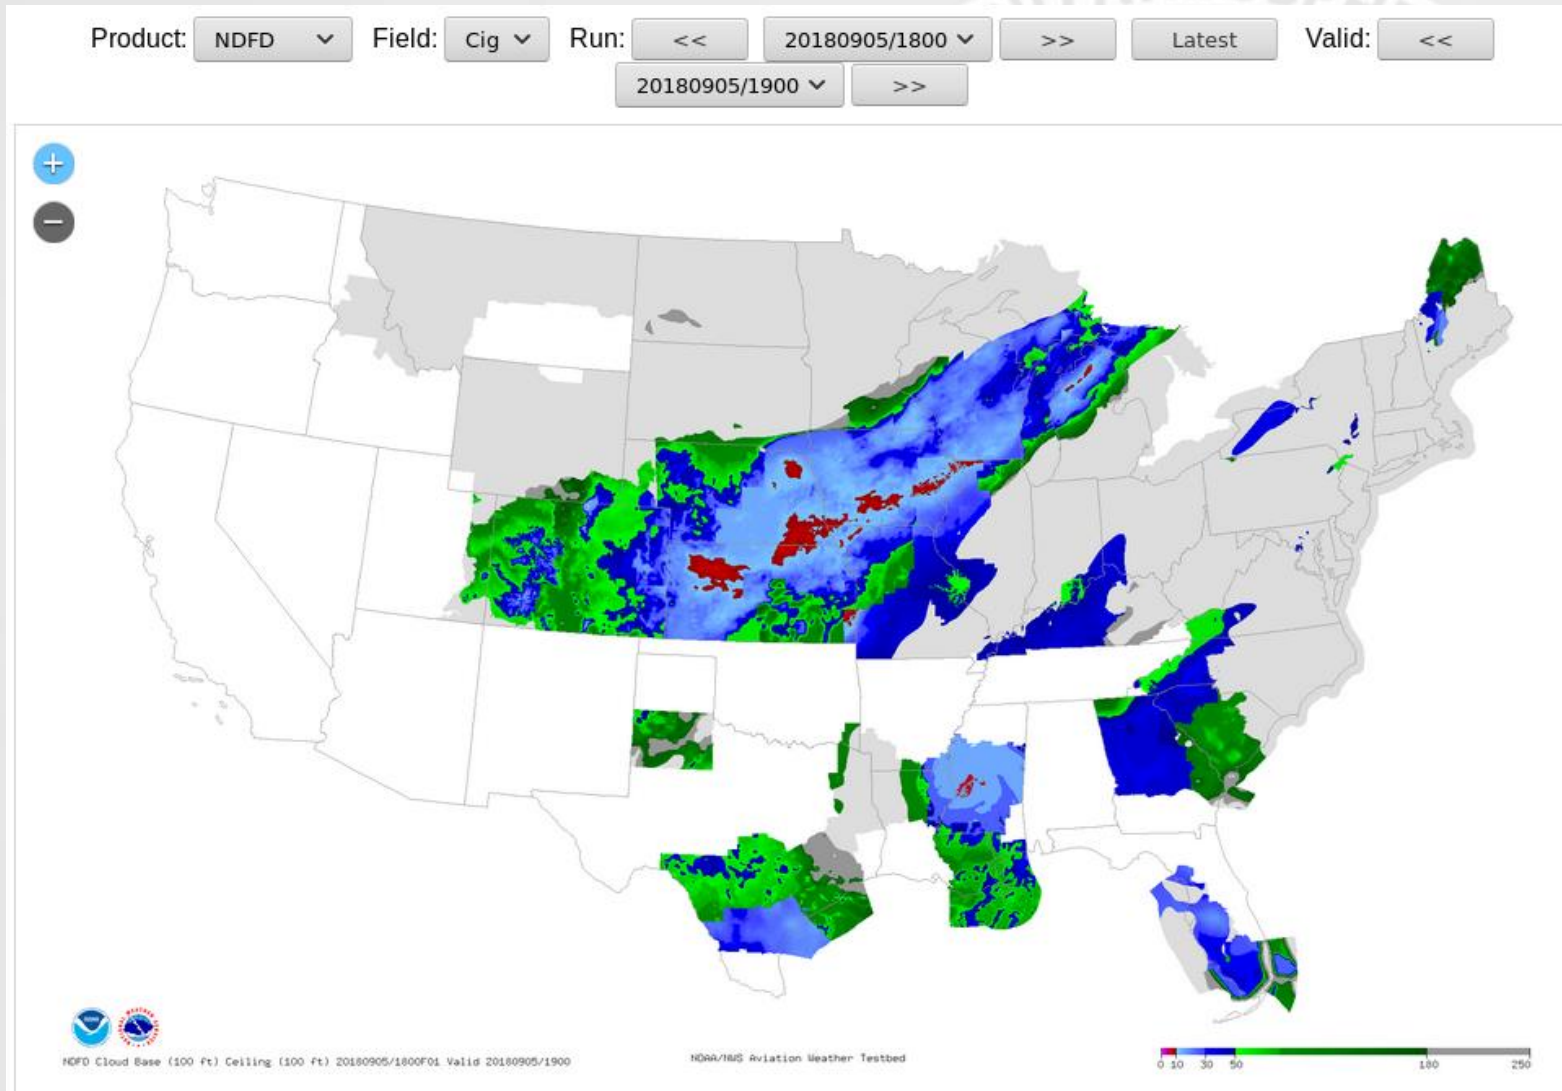 Product: NDFD Field: Cig Run: << 20180905/1800 >> Latest Valid: <<
20180905/1900 >>
+
−
NDFD Cloud Base (100 ft) Ceiling (100 ft) 20180905/1800F01 Valid 20180905/1900
NOAA/NWS Aviation Weather Testbed
0 10 30 50 180 250